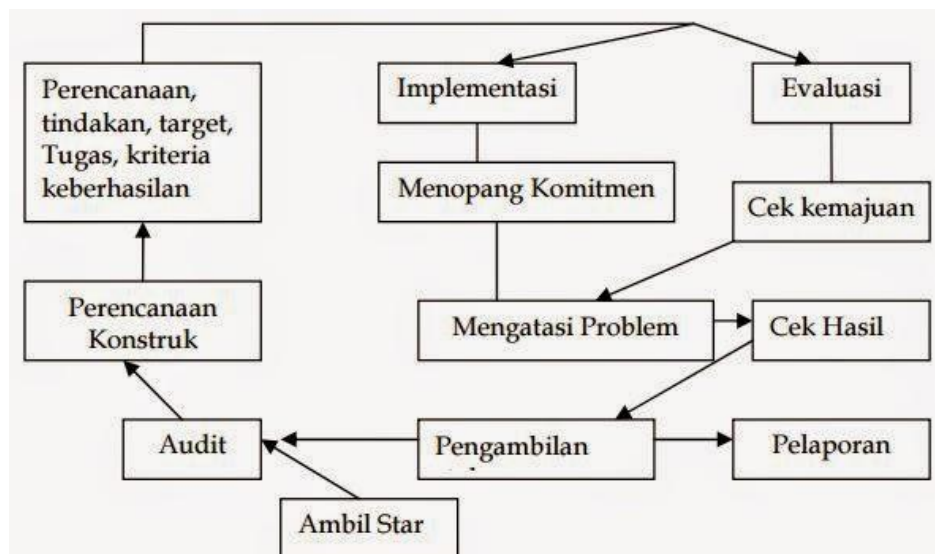 Perencanaan,
tindakan, target,
Tugas, kriteria
keberhasilan
Implementasi
Evaluasi
Menopang Komitmen
Cek kemajuan
Perencanaan
Konstruk
Mengatasi Problem
Cek Hasil
Audit
Pengambilan
Pelaporan
Ambil Star